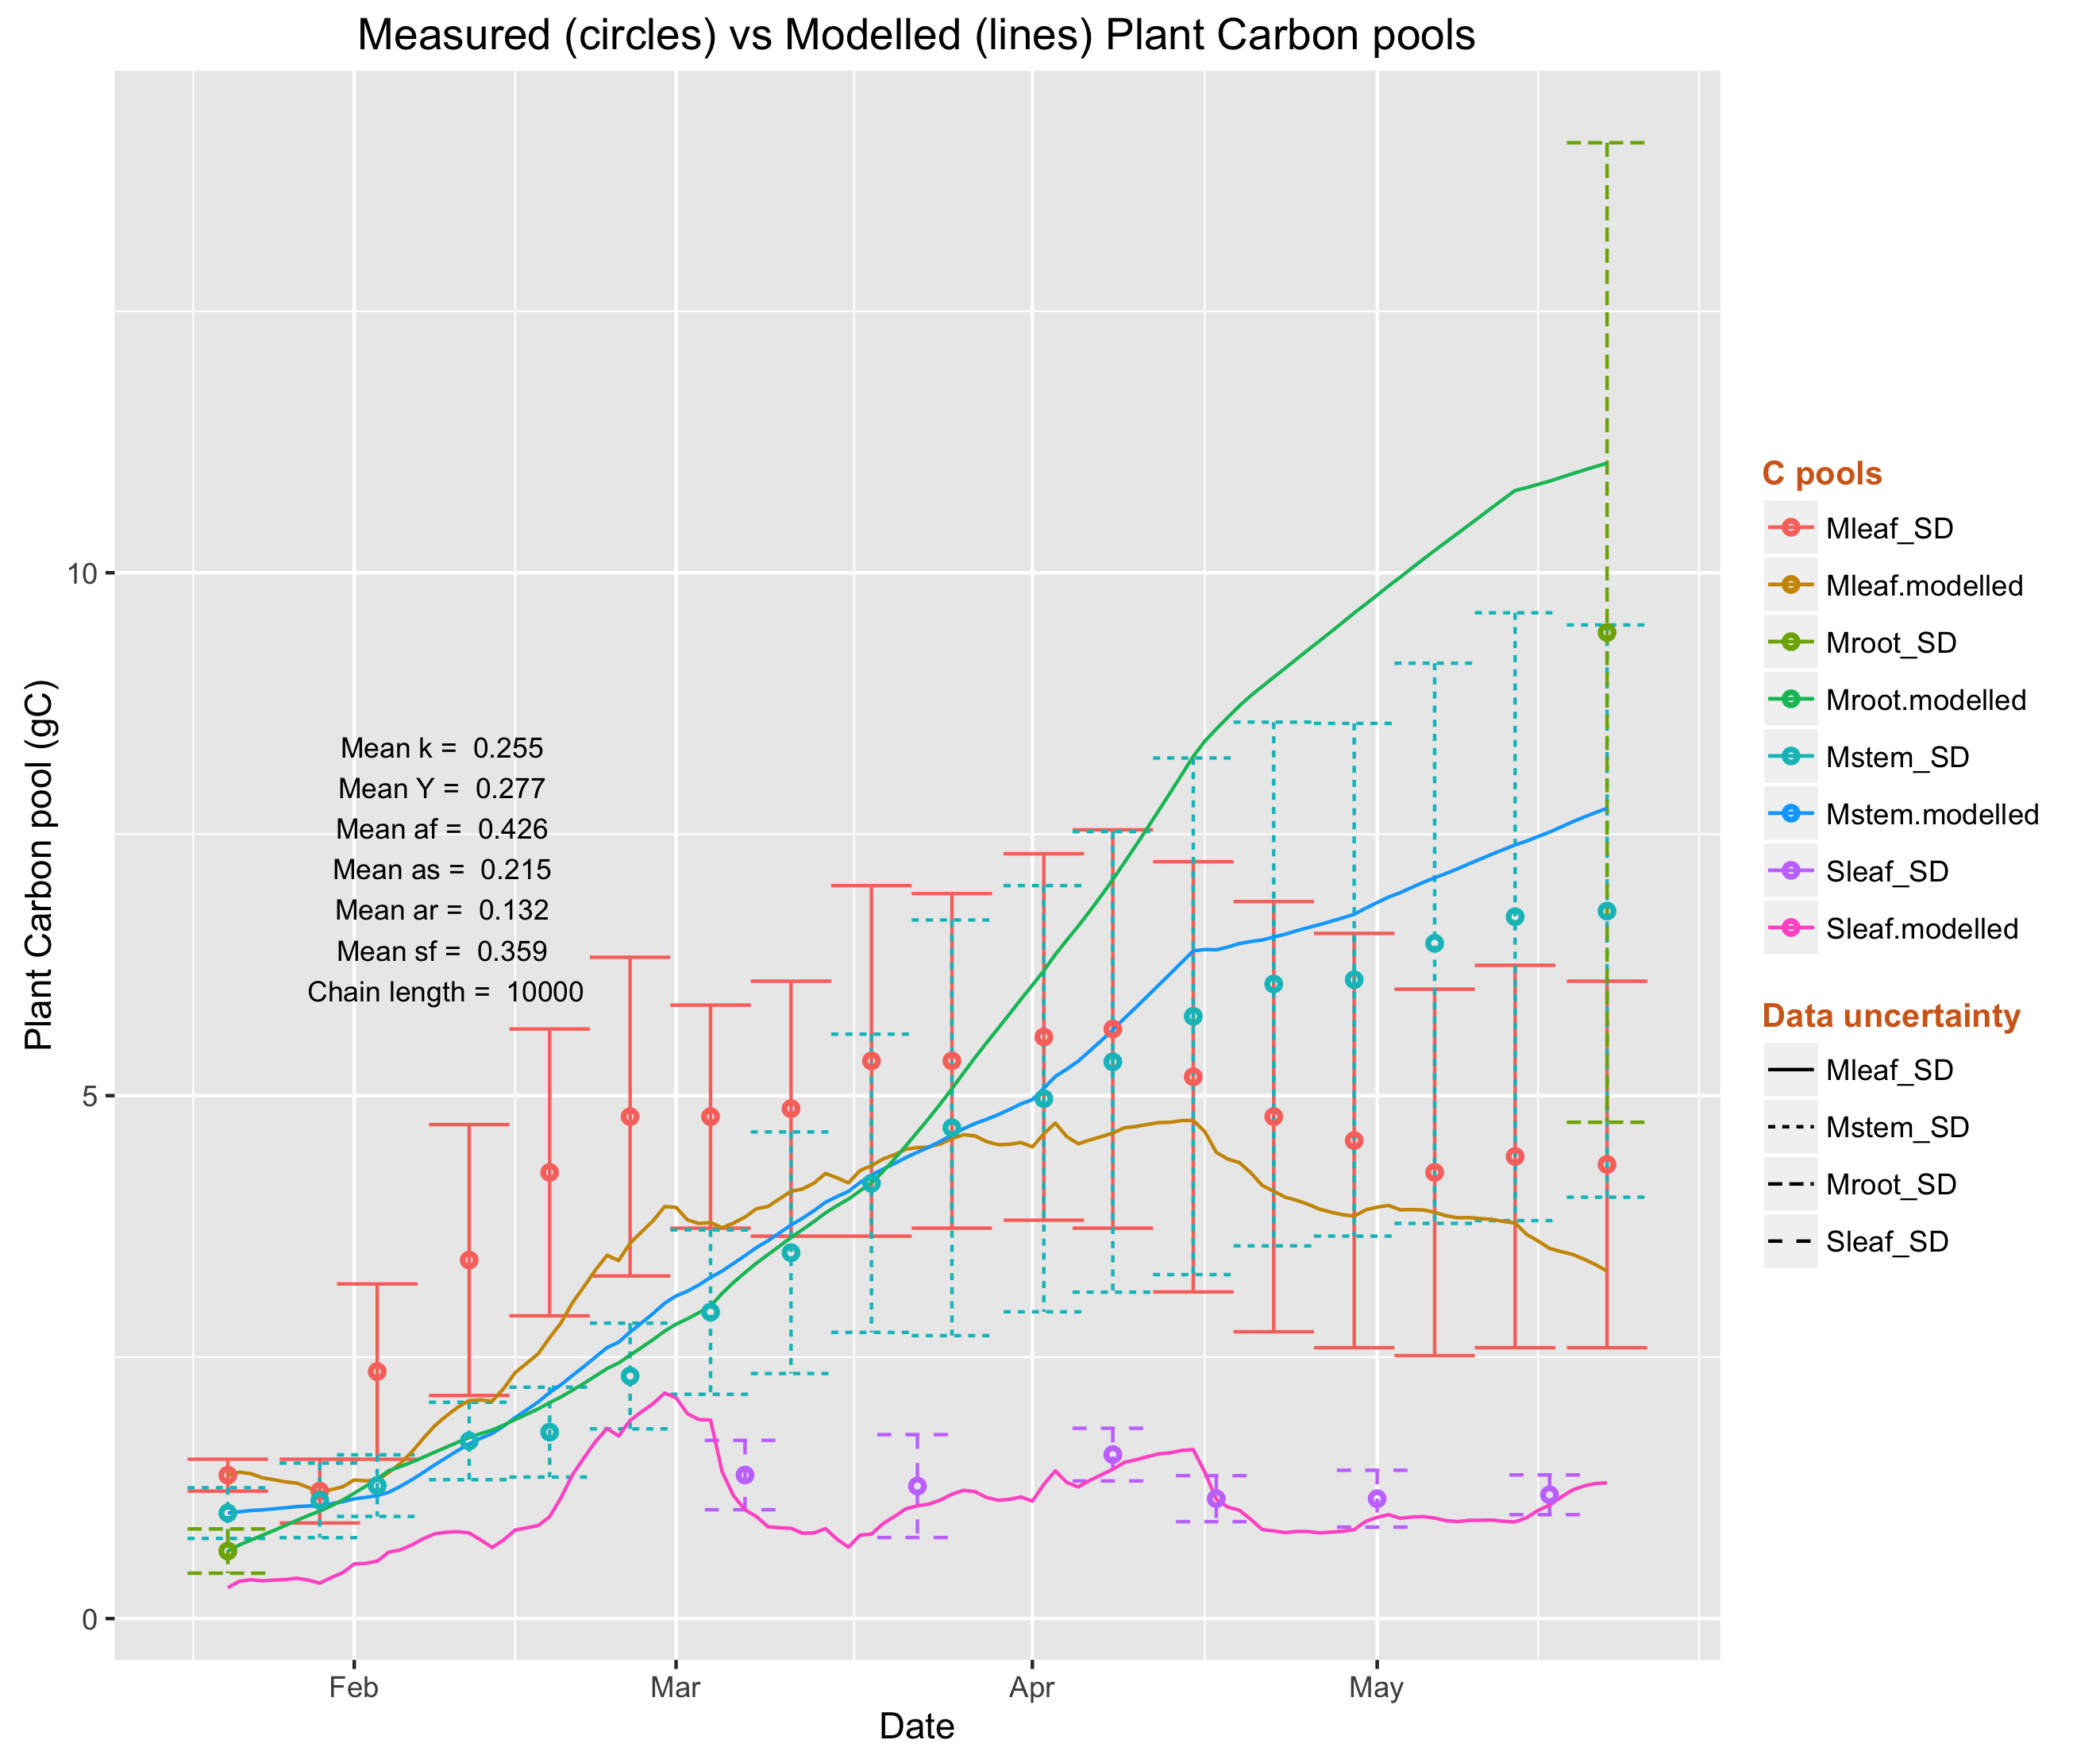 Measured (circles) vs Modelled (lines) Plant Carbon pools
Plant Carbon pool (gC)
10
5
0
Mean k = 0.255
Mean Y = 0.277
Mean af = 0.426
Mean as = 0.215
Mean ar = 0.132
Mean sf = 0.359
Chain length = 10000
Feb Mar Apr May
Date
C pools
Mleaf_SD
Mleaf.modelled
Mroot_SD
Mroot.modelled
Mstem_SD
Mstem.modelled
Sleaf_SD
Sleaf.modelled
Data uncertainty
Mleaf_SD
Mstem_SD
Mroot_SD
Sleaf_SD